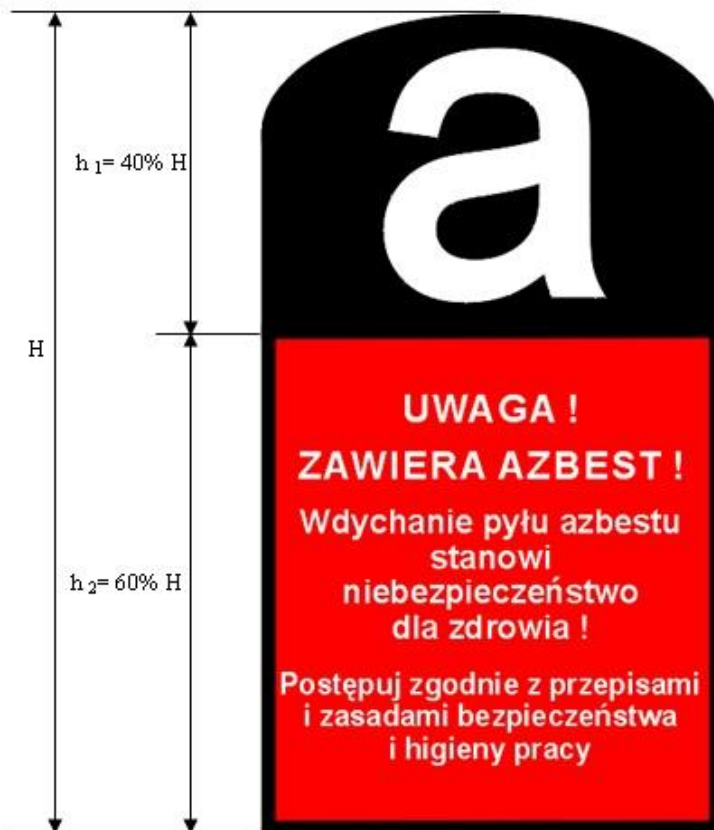 h 1= 40% H
H
h 2= 60% H
a
UWAGA !
ZAWIERA AZBEST !
Wdychanie pyłu azbestu
stanowi
niebezpieczeństwo
dla zdrowia !
Postępuj zgodnie z przepisami
i zasadami bezpieczeństwa
i higieny pracy